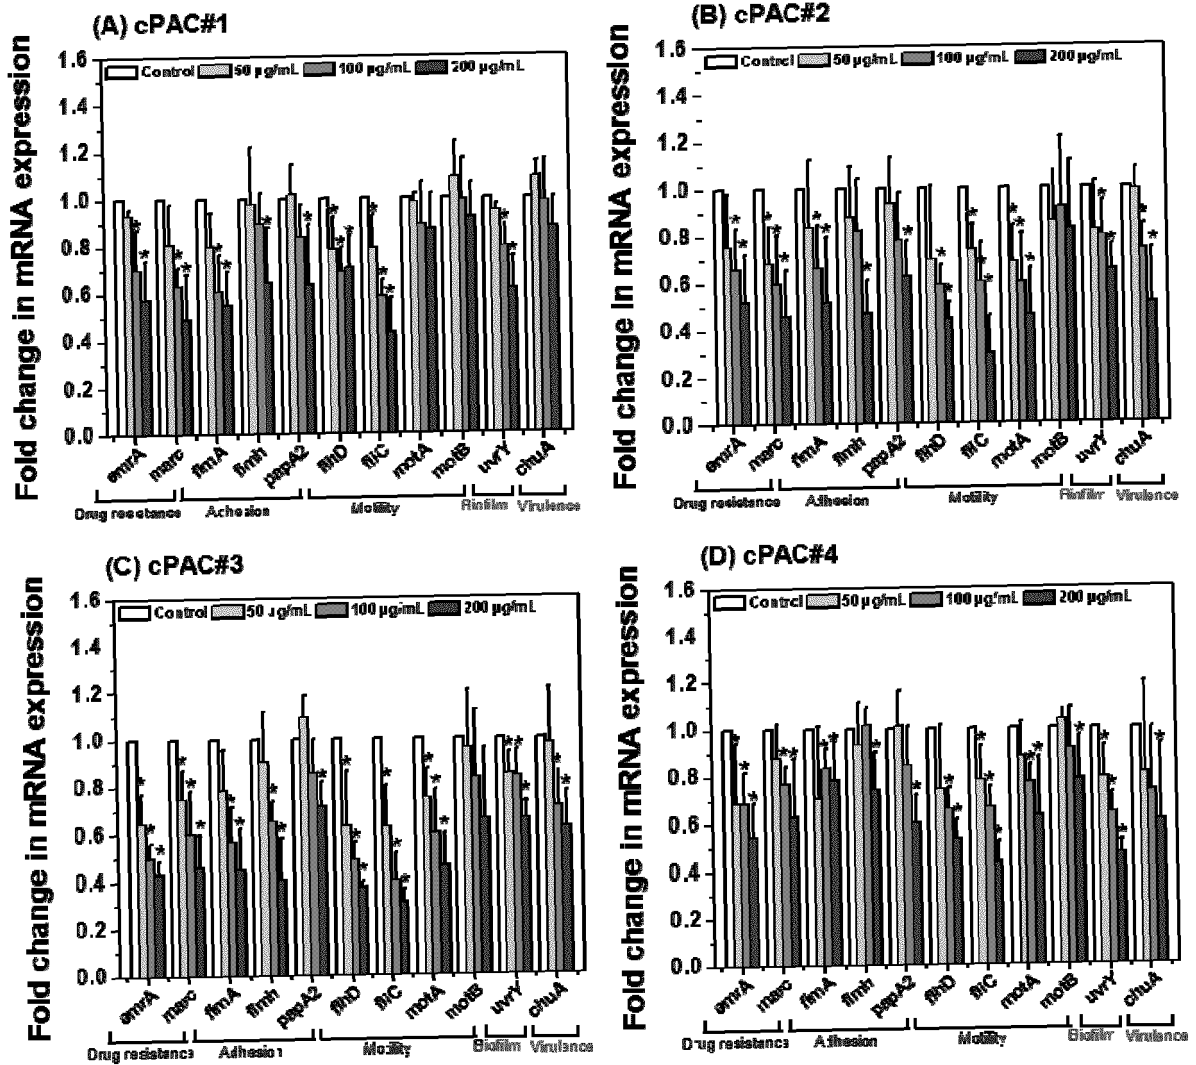 (A) cPAC#1
Fold change in mRNA expression
1.6
1.4
1.2
1.0
0.8
0.6
0.4
0.2
0.0
Control 50 µg/mL 100 µg/mL 200 µg/mL
emrA marc fimA fimh papA2 flhD fliC motA motB uvrY chuA
Drug resistance Adhesion Motility Biofilm Virulence
(B) cPAC#2
Fold change in mRNA expression
1.6
1.4
1.2
1.0
0.8
0.6
0.4
0.2
0.0
Control 50 µg/mL 100 µg/mL 200 µg/mL
emrA marc fimA fimh papA2 flhD fliC motA motB uvrY chuA
Drug resistance Adhesion Motility Biofilm Virulence
(C) cPAC#3
Fold change in mRNA expression
1.6
1.4
1.2
1.0
0.8
0.6
0.4
0.2
0.0
Control 50 µg/mL 100 µg/mL 200 µg/mL
emrA marc fimA fimh papA2 flhD fliC motA motB uvrY chuA
Drug resistance Adhesion Motility Biofilm Virulence
(D) cPAC#4
Fold change in mRNA expression
1.6
1.4
1.2
1.0
0.8
0.6
0.4
0.2
0.0
Control 50 µg/mL 100 µg/mL 200 µg/mL
emrA marc fimA fimh papA2 flhD fliC motA motB uvrY chuA
Drug resistance Adhesion Motility Biofilm Virulence